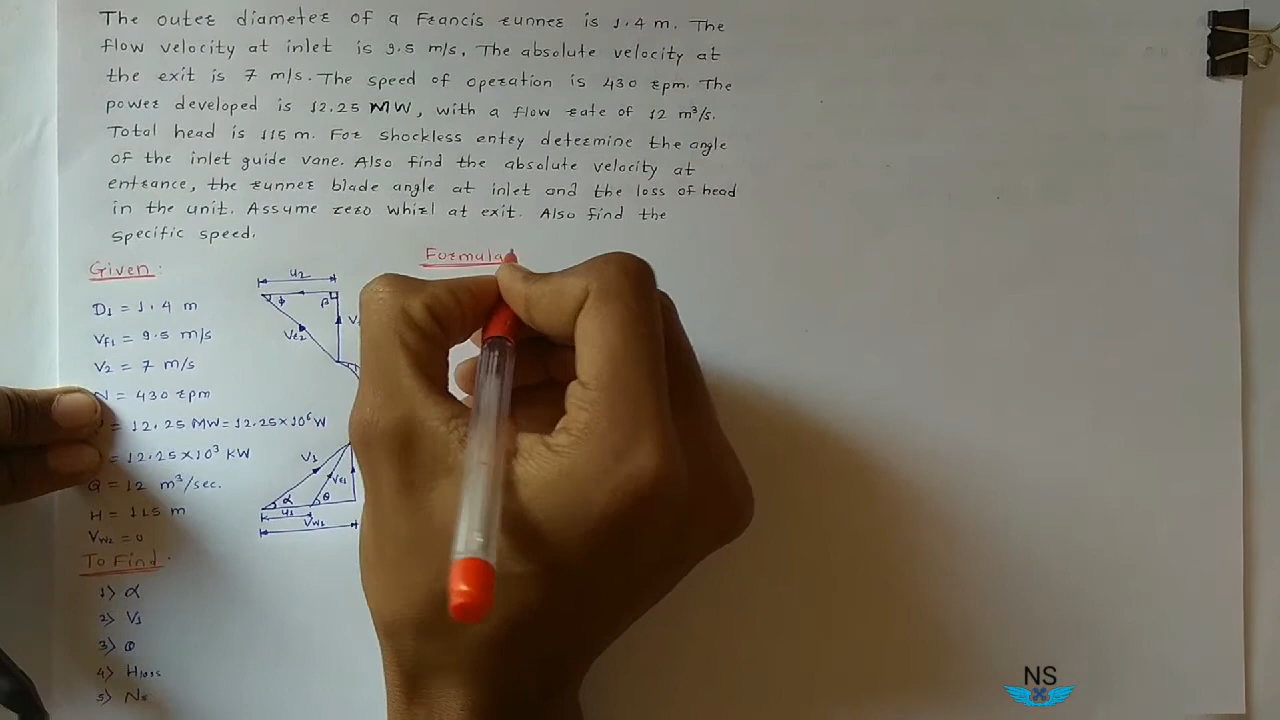 The outer diameter of a Francis runner is 1.4 m. The
flow velocity at inlet is 9.5 m/s. The absolute velocity at
the exit is 7 m/s. The speed of operation is 430 rpm. The
power developed is 12.25 MW, with a flow rate of 12 m³/s.
Total head is 115 m. For shockless entry determine the angle
of the inlet guide vane. Also find the absolute velocity at
entrance, the runner blade angle at inlet and the loss of head
in the unit. Assume zero whirl at exit. Also find the
specific speed.
Formula
Given:
D1 = 1.4 m
Vf1 = 9.5 m/s
V2 = 7 m/s
N = 430 rpm
= 12.25 MW = 12.25×10⁶ W
= 12.25×10³ KW
Q = 12 m³/sec.
H = 115 m
Vw2 = 0
To Find:
1) α
2) V1
3) θ
4) Hloss
5) Ns
u2
ϕ β
Vr2
V1
Vr1
α θ
u1
Vw1
NS